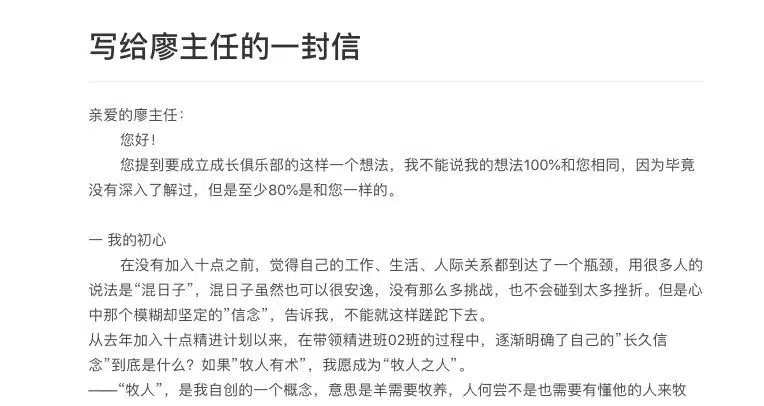 写给廖主任的一封信
亲爱的廖主任：
您好！
您提到要成立成长俱乐部的这样一个想法，我不能说我的想法100%和您相同，因为毕竟
没有深入了解过，但是至少80%是和您一样的。
一 我的初心
在没有加入十点之前，觉得自己的工作、生活、人际关系都到达了一个瓶颈，用很多人的
说法是“混日子”，混日子虽然也可以很安逸，没有那么多挑战，也不会碰到太多挫折。但是心
中那个模糊却坚定的”信念”，告诉我，不能就这样蹉跎下去。
从去年加入十点精进计划以来，在带领精进班02班的过程中，逐渐明确了自己的”长久信
念”到底是什么？如果”牧人有术”，我愿成为“牧人之人”。
——“牧人”，是我自创的一个概念，意思是羊需要牧养，人何尝不是也需要有懂他的人来牧